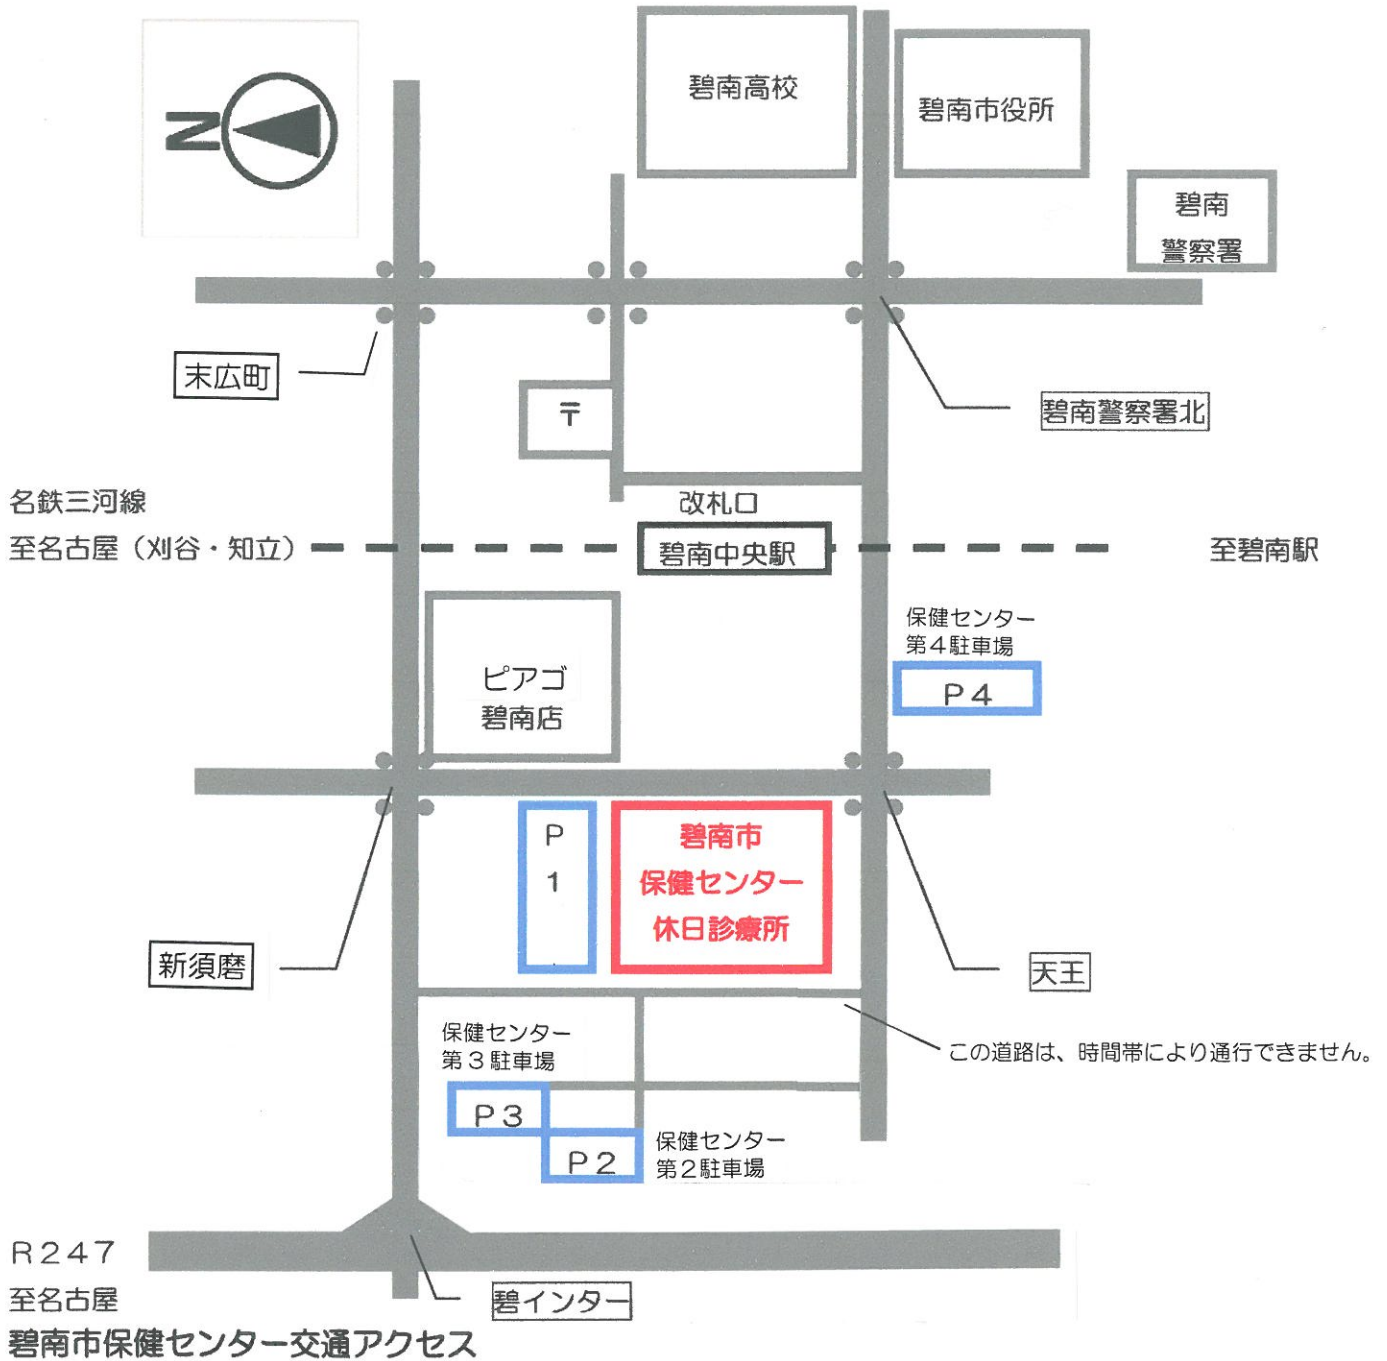 N
碧南高校
碧南市役所
碧南
警察署
末広町
〒
碧南警察署北
名鉄三河線
至名古屋（刈谷・知立）
改札口
碧南中央駅
至碧南駅
保健センター
第４駐車場
Ｐ４
ピアゴ
碧南店
Ｐ
１
碧南市
保健センター
休日診療所
新須磨
天王
保健センター
第３駐車場
この道路は、時間帯により通行できません。
Ｐ３
Ｐ２
保健センター
第２駐車場
Ｒ２４７
至名古屋
碧インター
碧南市保健センター交通アクセス